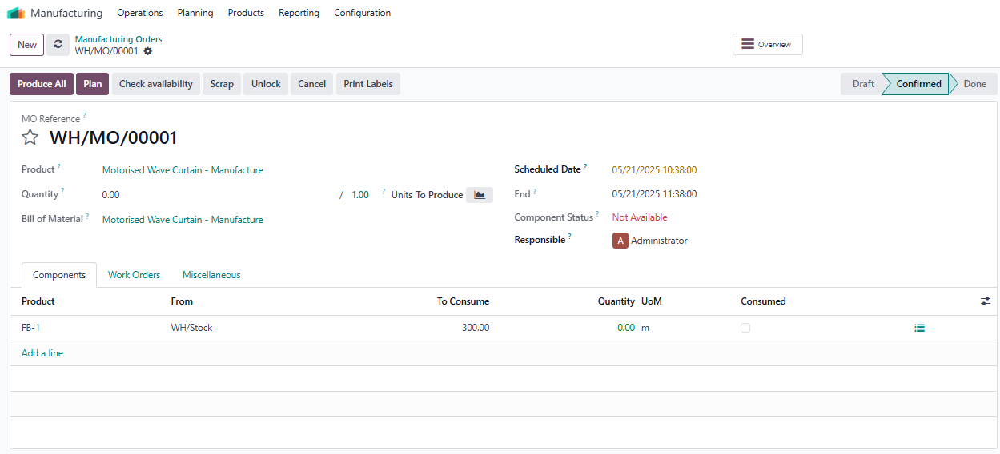 Manufacturing Operations Planning Products Reporting Configuration
New Manufacturing Orders
WH/MO/00001
Overview
Produce All Plan Check availability Scrap Unlock Cancel Print Labels Draft Confirmed Done
MO Reference ?
WH/MO/00001
Product ? Motorised Wave Curtain - Manufacture
Quantity ? 0.00 / 1.00 ? Units To Produce
Bill of Material ? Motorised Wave Curtain - Manufacture
Scheduled Date ? 05/21/2025 10:38:00
End ? 05/21/2025 11:38:00
Component Status ? Not Available
Responsible ? A Administrator
Components Work Orders Miscellaneous
Product From To Consume Quantity UoM Consumed
FB-1 WH/Stock 300.00 0.00 m
Add a line